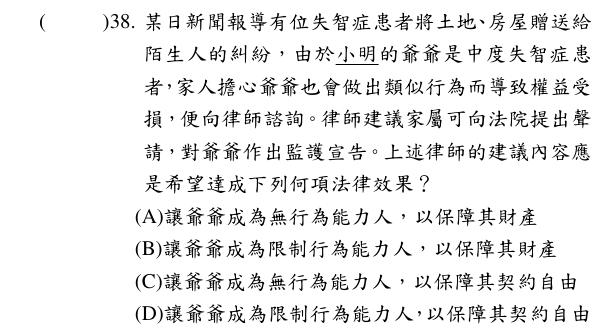 (　　)38. 某日新聞報導有位失智症患者將土地、房屋贈送給
陌生人的糾紛，由於小明的爺爺是中度失智症患
者，家人擔心爺爺也會做出類似行為而導致權益受
損，便向律師諮詢。律師建議家屬可向法院提出聲
請，對爺爺作出監護宣告。上述律師的建議內容應
是希望達成下列何項法律效果？
(A)讓爺爺成為無行為能力人，以保障其財產
(B)讓爺爺成為限制行為能力人，以保障其財產
(C)讓爺爺成為無行為能力人，以保障其契約自由
(D)讓爺爺成為限制行為能力人，以保障其契約自由